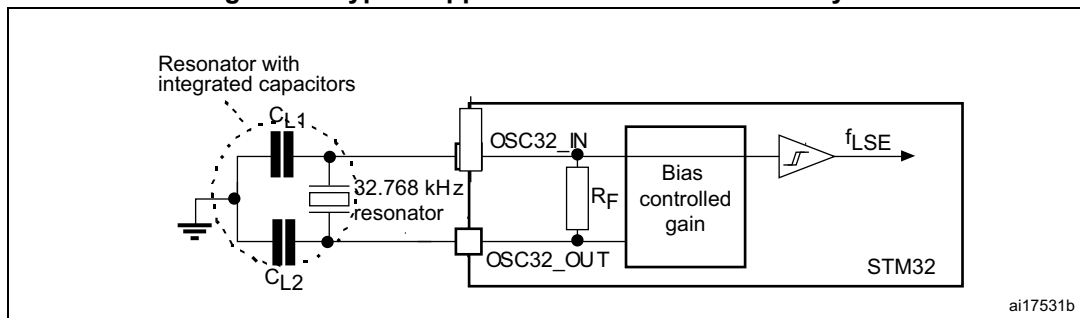 Resonator with
integrated capacitors
CL1
OSC32_IN
fLSE
32.768 kHz
resonator
RF
Bias
controlled
gain
OSC32_OUT
CL2
STM32
ai17531b